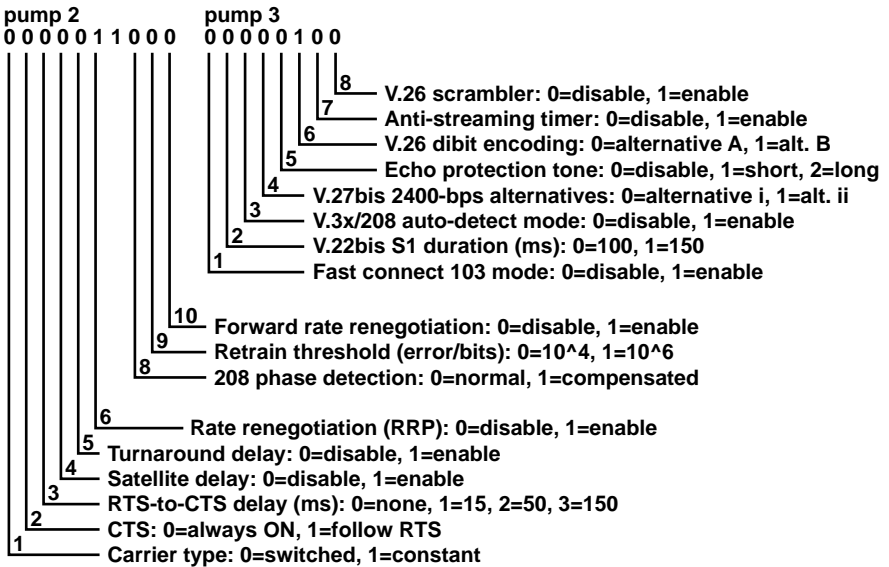 pump 2 pump 3
0 0 0 0 0 1 1 0 0 0 0 0 0 0 0 1 0 0
8 V.26 scrambler: 0=disable, 1=enable
7 Anti-streaming timer: 0=disable, 1=enable
6 V.26 dibit encoding: 0=alternative A, 1=alt. B
5 Echo protection tone: 0=disable, 1=short, 2=long
4 V.27bis 2400-bps alternatives: 0=alternative i, 1=alt. ii
3 V.3x/208 auto-detect mode: 0=disable, 1=enable
2 V.22bis S1 duration (ms): 0=100, 1=150
1 Fast connect 103 mode: 0=disable, 1=enable
10 Forward rate renegotiation: 0=disable, 1=enable
9 Retrain threshold (error/bits): 0=10^4, 1=10^6
8 208 phase detection: 0=normal, 1=compensated
6 Rate renegotiation (RRP): 0=disable, 1=enable
5 Turnaround delay: 0=disable, 1=enable
4 Satellite delay: 0=disable, 1=enable
3 RTS-to-CTS delay (ms): 0=none, 1=15, 2=50, 3=150
2 CTS: 0=always ON, 1=follow RTS
1 Carrier type: 0=switched, 1=constant